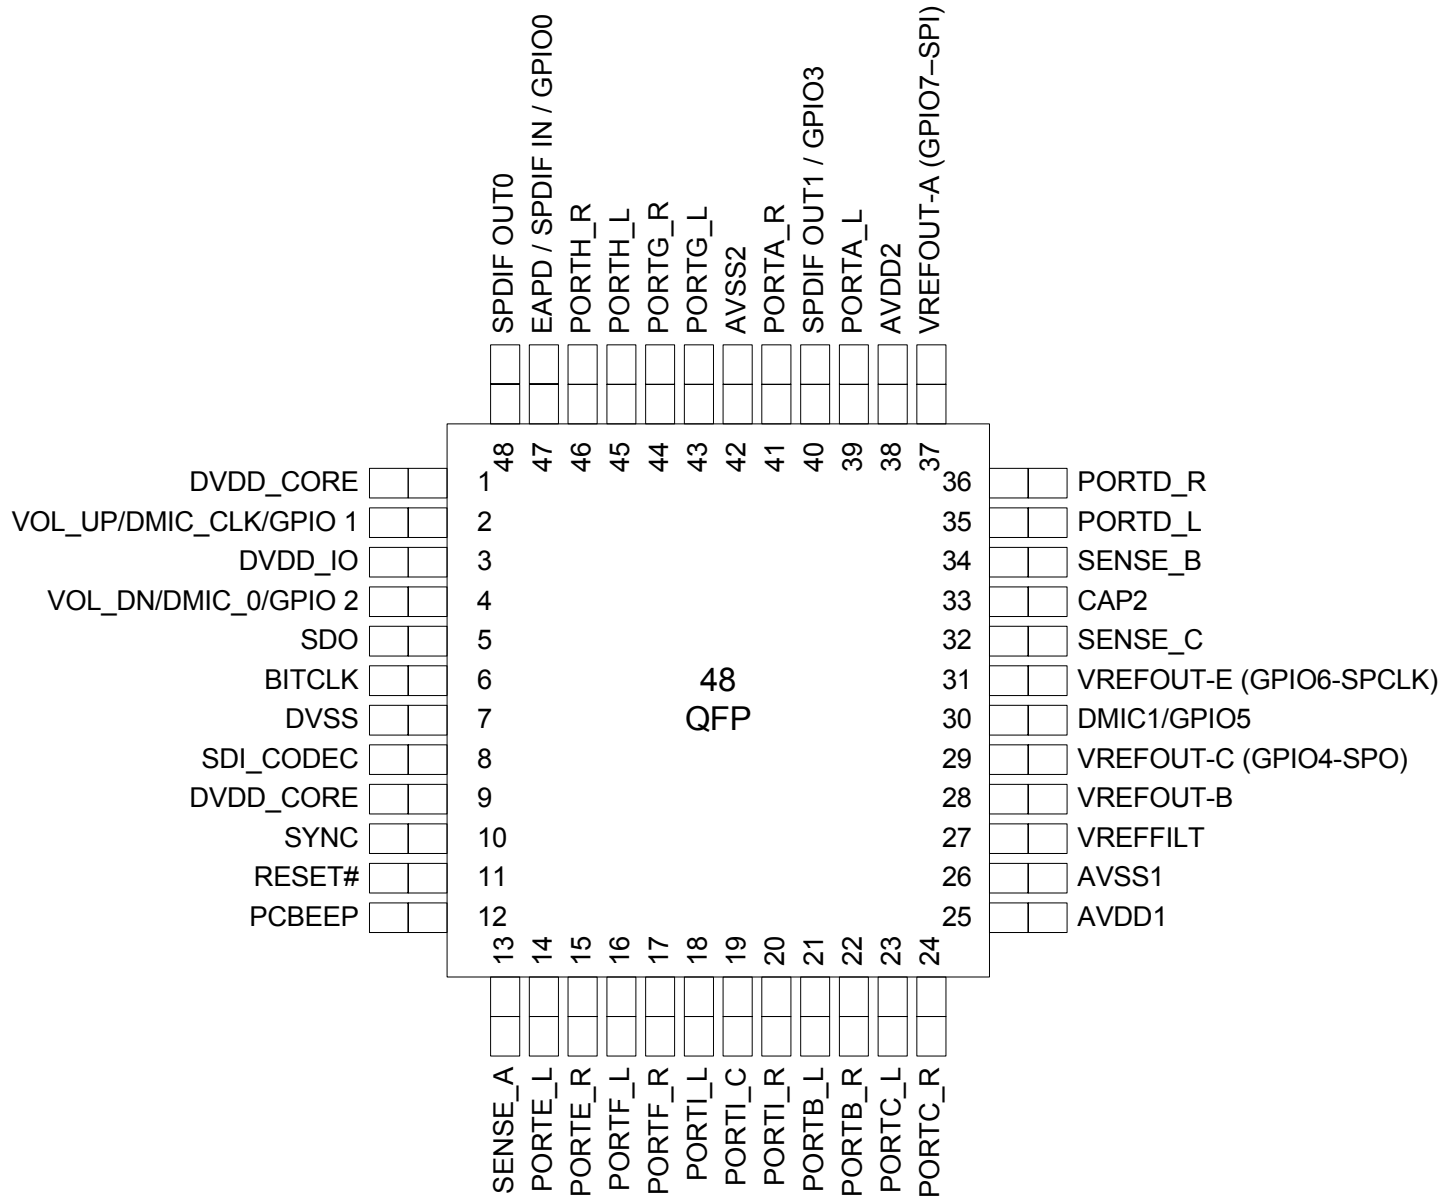 SPDIF OUT0
EAPD / SPDIF IN / GPIO0
PORTH_R
PORTH_L
PORTG_R
PORTG_L
AVSS2
PORTA_R
SPDIF OUT1 / GPIO3
PORTA_L
AVDD2
VREFOUT-A (GPIO7–SPI)
48
47
46
45
44
43
42
41
40
39
38
37
DVDD_CORE 1
VOL_UP/DMIC_CLK/GPIO 1 2
DVDD_IO 3
VOL_DN/DMIC_0/GPIO 2 4
SDO 5
BITCLK 6
DVSS 7
SDI_CODEC 8
DVDD_CORE 9
SYNC 10
RESET# 11
PCBEEP 12
48
QFP
36 PORTD_R
35 PORTD_L
34 SENSE_B
33 CAP2
32 SENSE_C
31 VREFOUT-E (GPIO6-SPCLK)
30 DMIC1/GPIO5
29 VREFOUT-C (GPIO4-SPO)
28 VREFOUT-B
27 VREFFILT
26 AVSS1
25 AVDD1
13
14
15
16
17
18
19
20
21
22
23
24
SENSE_A
PORTE_L
PORTE_R
PORTF_L
PORTF_R
PORTI_L
PORTI_C
PORTI_R
PORTB_L
PORTB_R
PORTC_L
PORTC_R